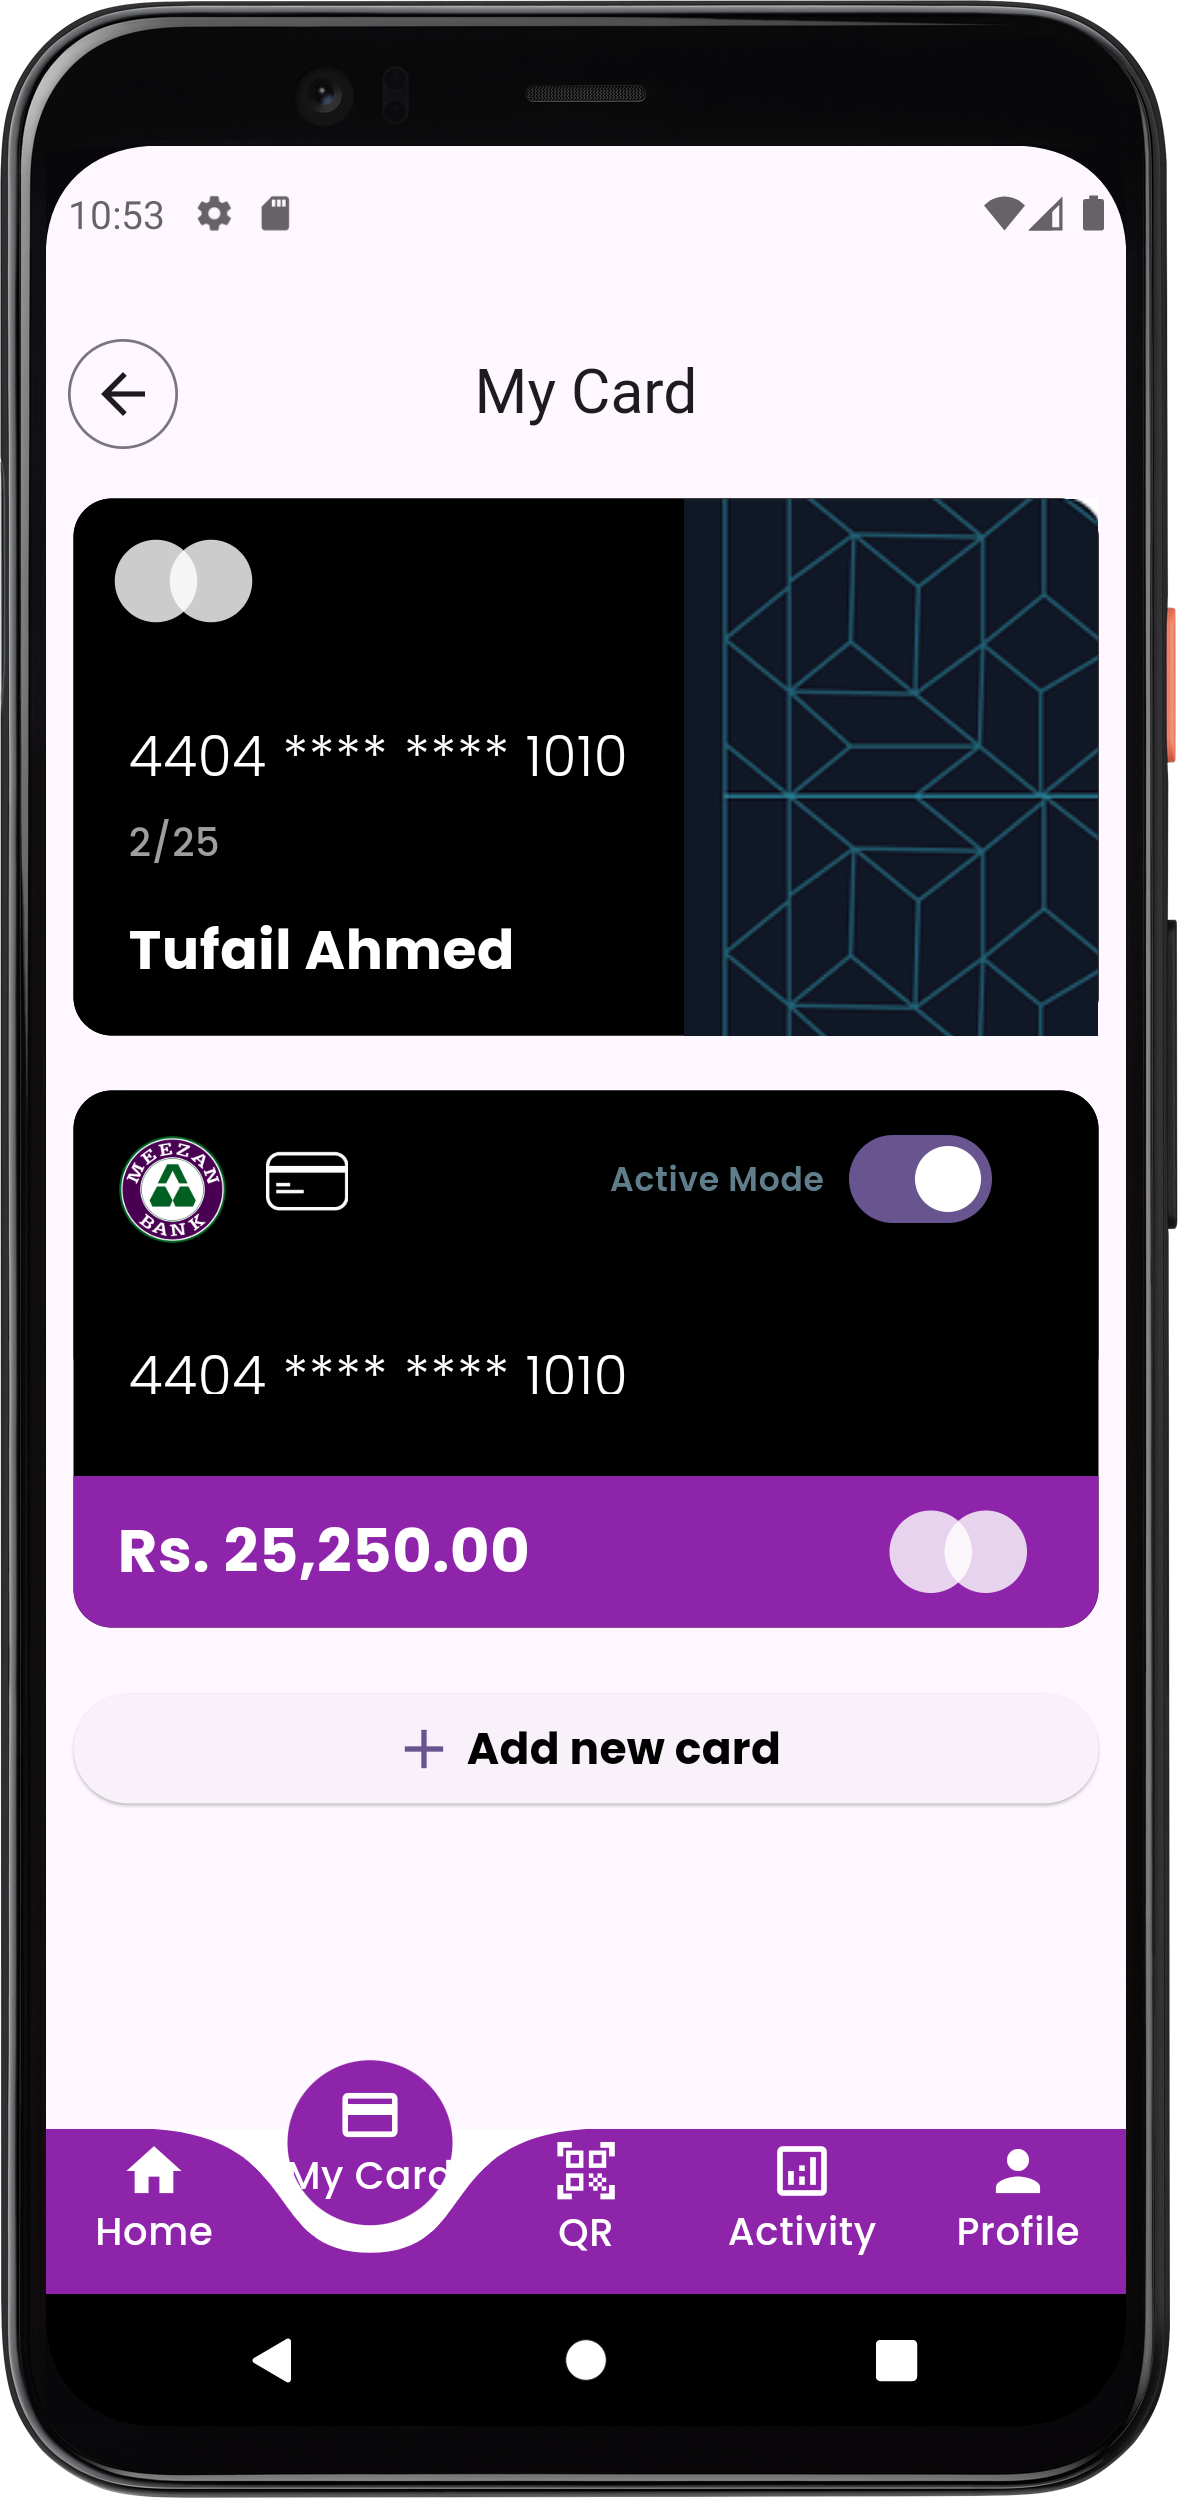 10:53
My Card
4404 **** **** 1010
2/25
Tufail Ahmed
MEEZAN
BANK
Active Mode
4404 **** **** 1010
Rs. 25,250.00
Add new card
My Card
Home
QR
Activity
Profile